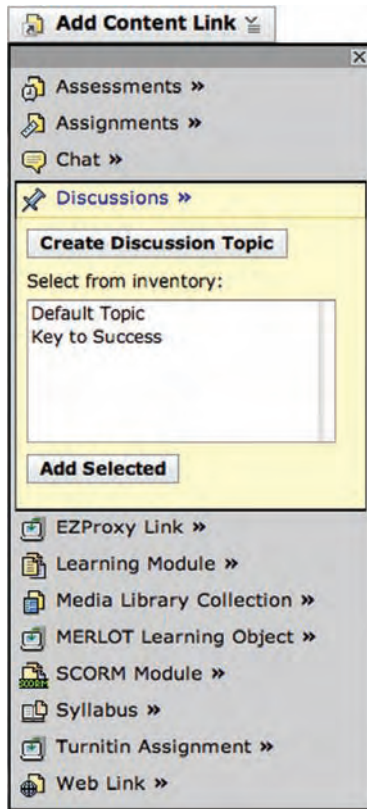 Add Content Link
Assessments »
Assignments »
Chat »
Discussions »
Create Discussion Topic
Select from inventory:
Default Topic
Key to Success
Add Selected
EZProxy Link »
Learning Module »
Media Library Collection »
MERLOT Learning Object »
SCORM
SCORM Module »
Syllabus »
Turnitin Assignment »
Web Link »